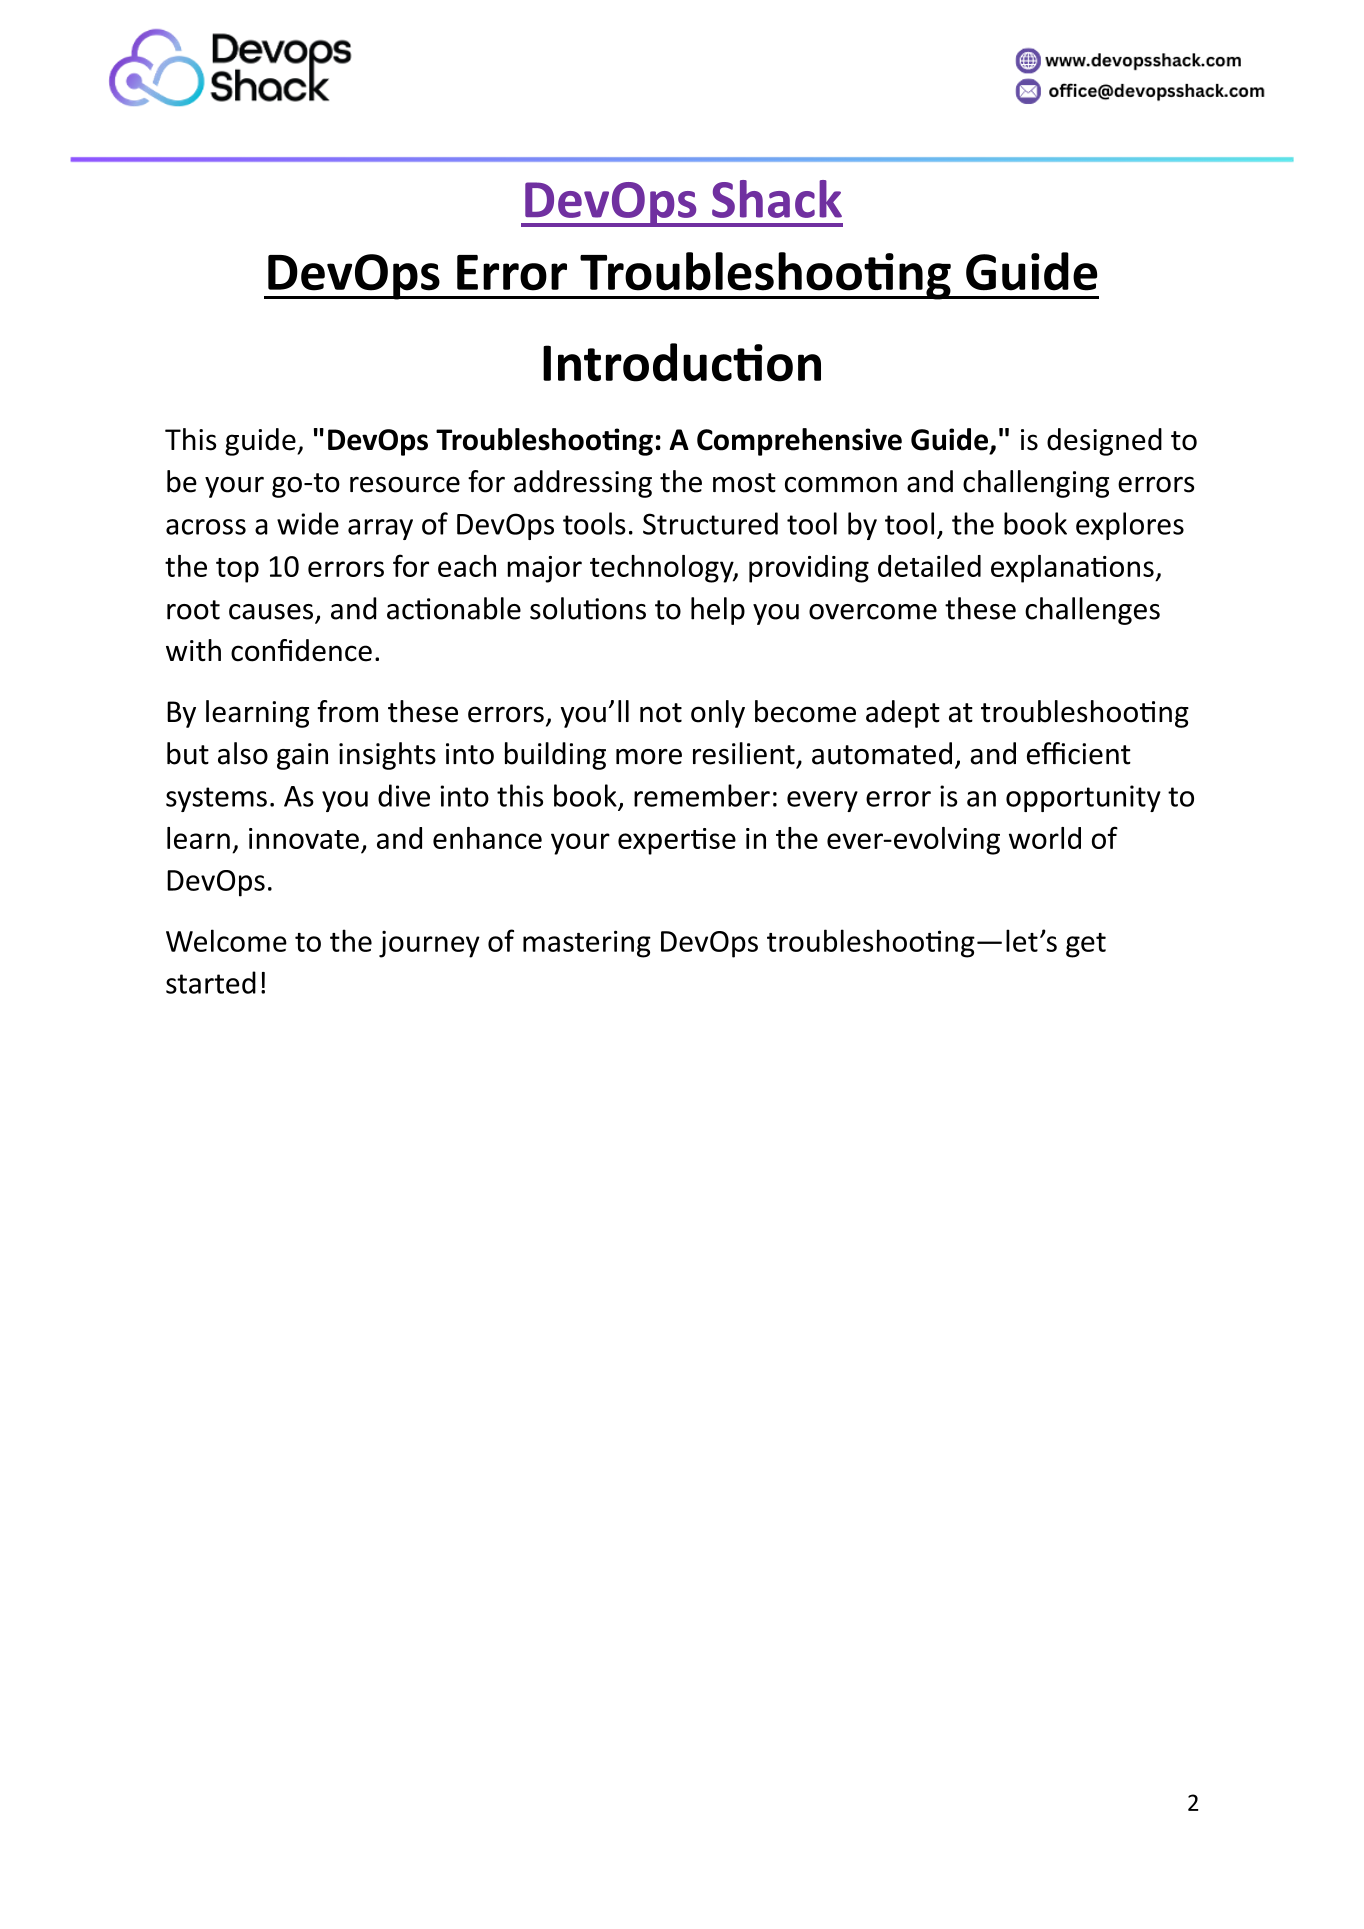 Devops
Shack
www.devopsshack.com
office@devopsshack.com
DevOps Shack
DevOps Error Troubleshooting Guide
Introduction
This guide, "DevOps Troubleshooting: A Comprehensive Guide," is designed to
be your go-to resource for addressing the most common and challenging errors
across a wide array of DevOps tools. Structured tool by tool, the book explores
the top 10 errors for each major technology, providing detailed explanations,
root causes, and actionable solutions to help you overcome these challenges
with confidence.
By learning from these errors, you’ll not only become adept at troubleshooting
but also gain insights into building more resilient, automated, and efficient
systems. As you dive into this book, remember: every error is an opportunity to
learn, innovate, and enhance your expertise in the ever-evolving world of
DevOps.
Welcome to the journey of mastering DevOps troubleshooting—let’s get
started!
2